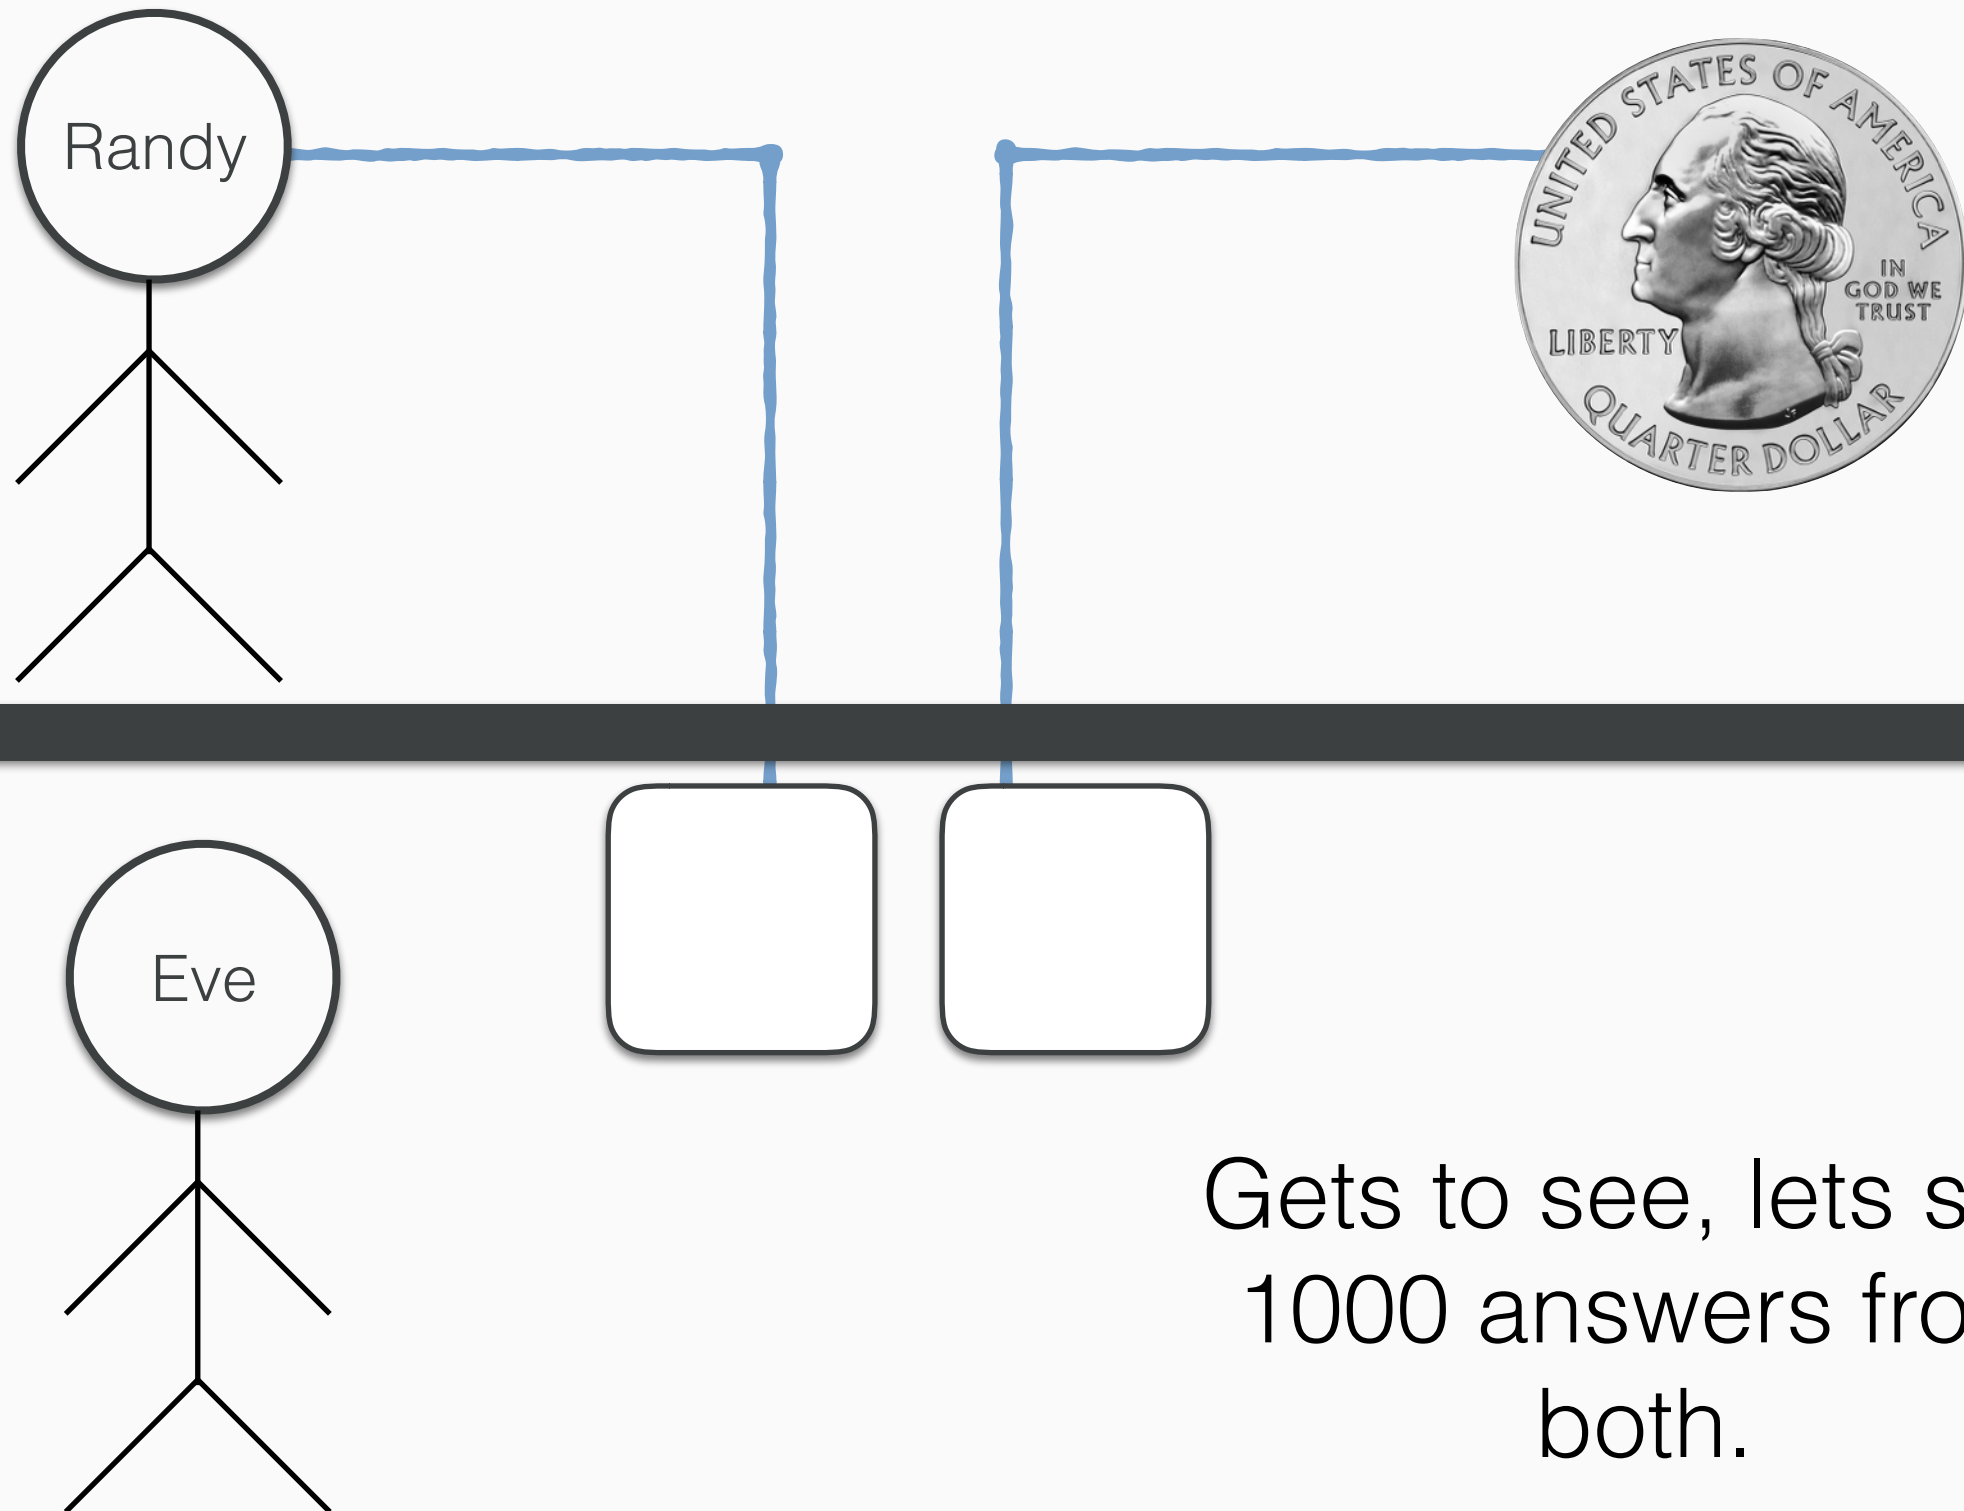 Randy
UNITED STATES OF AMERICA
IN
GOD WE
TRUST
LIBERTY
QUARTER DOLLAR
Eve
Gets to see, lets s
1000 answers fro
both.